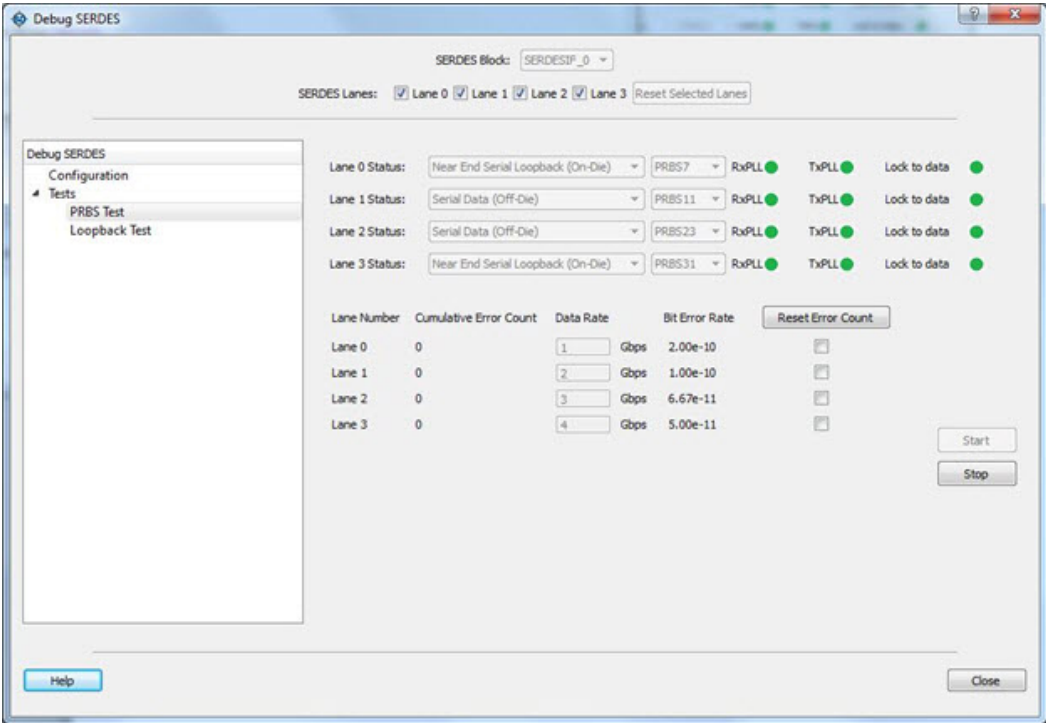 Debug SERDES
SERDES Block: SERDESIF_0
SERDES Lanes: Lane 0 Lane 1 Lane 2 Lane 3 Reset Selected Lanes
Debug SERDES
Configuration
Tests
PRBS Test
Loopback Test
Lane 0 Status: Near End Serial Loopback (On-Die) PRBS7 RxPLL TxPLL Lock to data
Lane 1 Status: Serial Data (Off-Die) PRBS11 RxPLL TxPLL Lock to data
Lane 2 Status: Serial Data (Off-Die) PRBS23 RxPLL TxPLL Lock to data
Lane 3 Status: Near End Serial Loopback (On-Die) PRBS31 RxPLL TxPLL Lock to data
Lane Number Cumulative Error Count Data Rate Bit Error Rate Reset Error Count
Lane 0 0 1 Gbps 2.00e-10
Lane 1 0 2 Gbps 1.00e-10
Lane 2 0 3 Gbps 6.67e-11
Lane 3 0 4 Gbps 5.00e-11
Start
Stop
Help Close